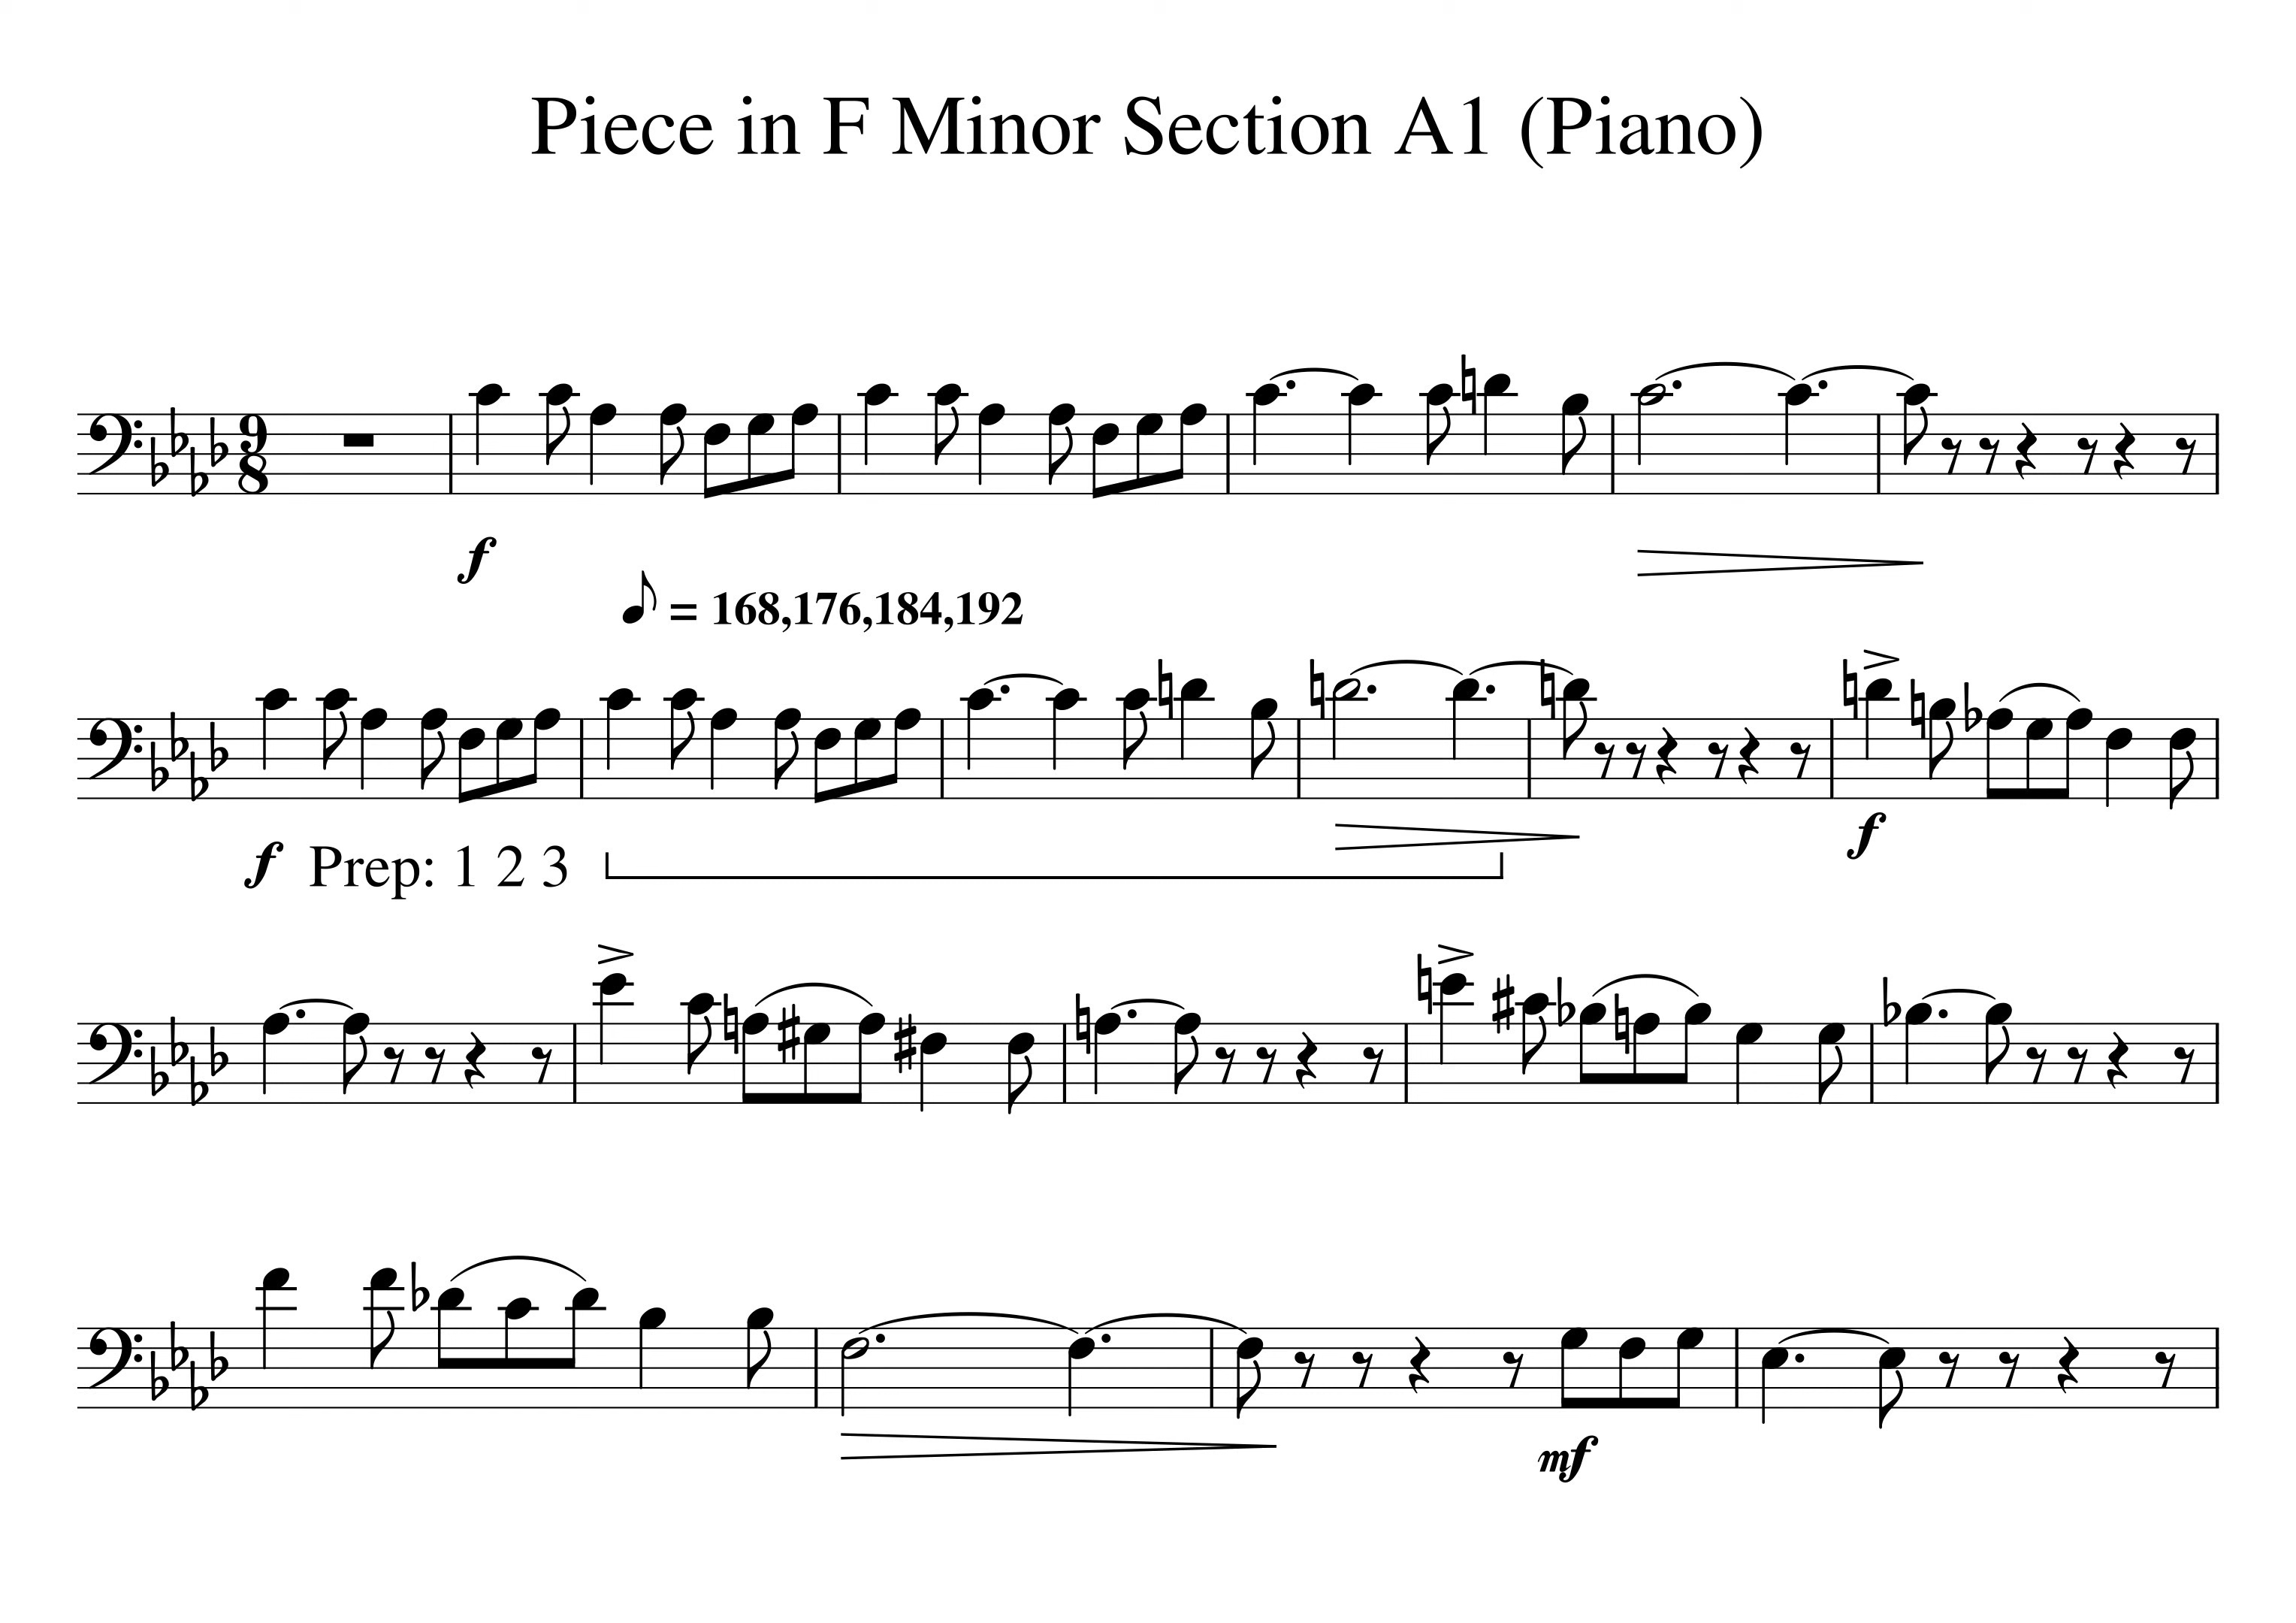 Piece in F Minor Section A1 (Piano)
9
8
f
♪ = 168,176,184,192
f Prep: 1 2 3
f
mf